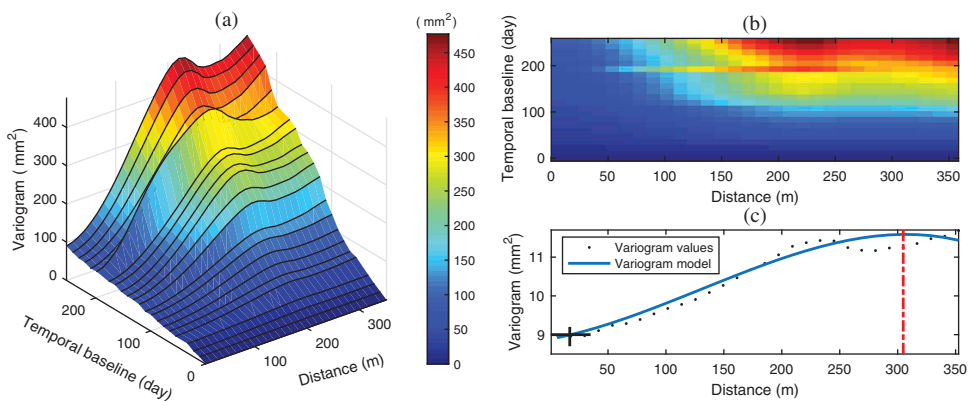 (a)
Variogram ( mm²)
400
300
200
100
0
200
100
0
Temporal baseline (day)
100
200
300
Distance (m)
( mm²)
450
400
350
300
250
200
150
100
50
0
(b)
Temporal baseline (day)
200
100
0
0 50 100 150 200 250 300 350
Distance (m)
(c)
Variogram (mm²)
11
10
9
Variogram values
Variogram model
50 100 150 200 250 300 350
Distance (m)